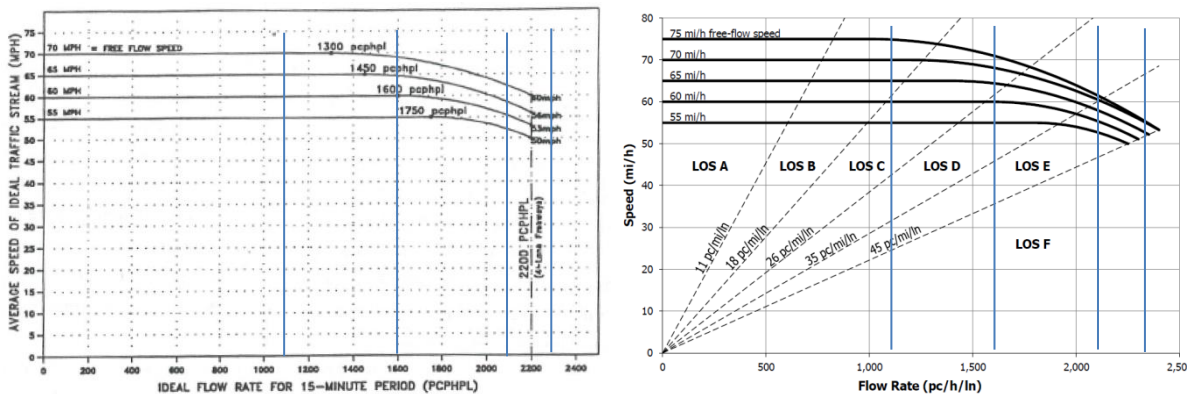 AVERAGE SPEED OF IDEAL TRAFFIC STREAM (MPH)
75
70
65
60
55
50
45
40
35
30
25
20
15
10
5
0
70 MPH = FREE FLOW SPEED
65 MPH
60 MPH
55 MPH
1300 pcphpl
1450 pcphpl
1600 pcphpl
1750 pcphpl
60mph
56mph
53mph
50mph
2200 PCPHPL
(4-Lane Freeways)
0 200 400 600 800 1000 1200 1400 1600 1800 2000 2200 2400
IDEAL FLOW RATE FOR 15-MINUTE PERIOD (PCPHPL)
Speed (mi/h)
80
70
60
50
40
30
20
10
0
75 mi/h free-flow speed
70 mi/h
65 mi/h
60 mi/h
55 mi/h
LOS A LOS B LOS C LOS D LOS E
LOS F
11 pc/mi/ln
18 pc/mi/ln
26 pc/mi/ln
35 pc/mi/ln
45 pc/mi/ln
0 500 1,000 1,500 2,000 2,50
Flow Rate (pc/h/ln)